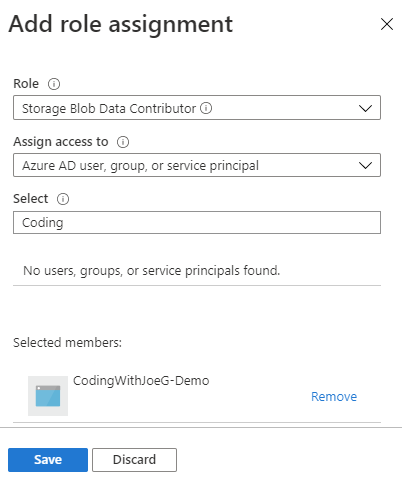 Add role assignment
Role
Storage Blob Data Contributor
Assign access to
Azure AD user, group, or service principal
Select
Coding
No users, groups, or service principals found.
Selected members:
CodingWithJoeG-Demo
Remove
Save Discard